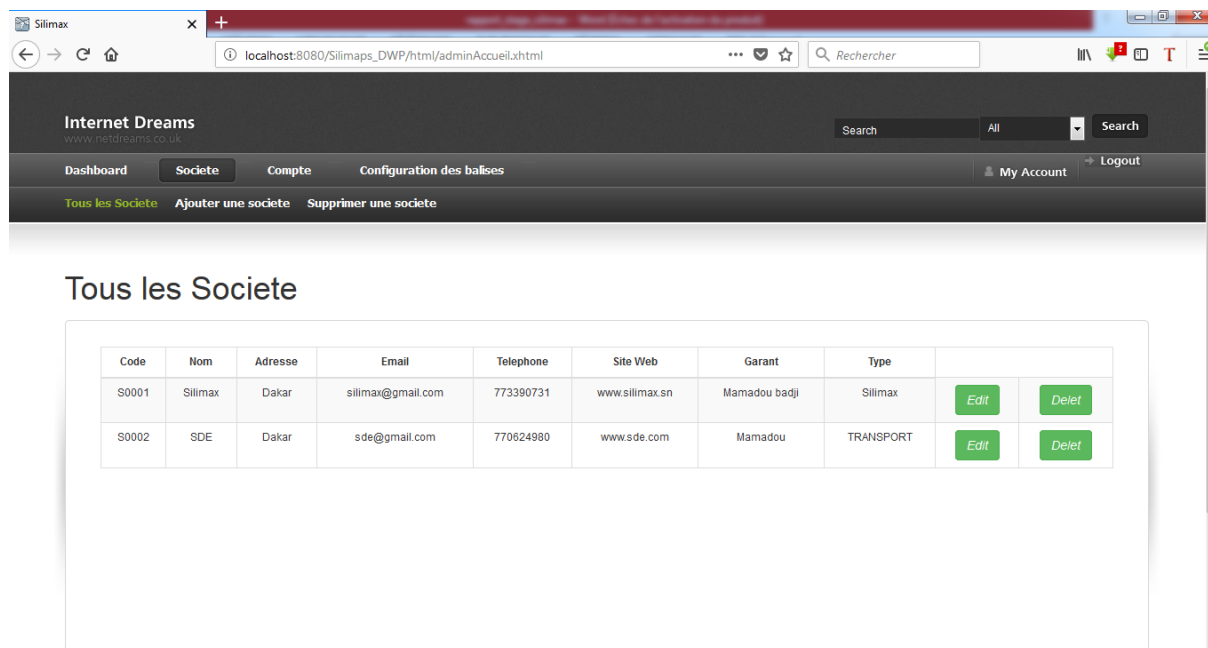 Silimax
localhost:8080/Silimaps_DWP/html/adminAccueil.xhtml
Rechercher
Internet Dreams
www.netdreams.co.uk
Search All Search
Dashboard Societe Compte Configuration des balises My Account Logout
Tous les Societe Ajouter une societe Supprimer une societe
Tous les Societe
Code Nom Adresse Email Telephone Site Web Garant Type
S0001 Silimax Dakar silimax@gmail.com 773390731 www.silimax.sn Mamadou badji Silimax Edit Delet
S0002 SDE Dakar sde@gmail.com 770624980 www.sde.com Mamadou TRANSPORT Edit Delet